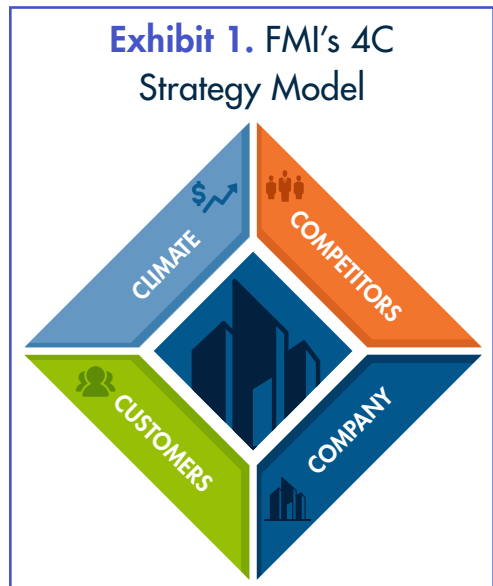 Exhibit 1. FMI's 4C
Strategy Model
$
CLIMATE
COMPETITORS
CUSTOMERS
COMPANY